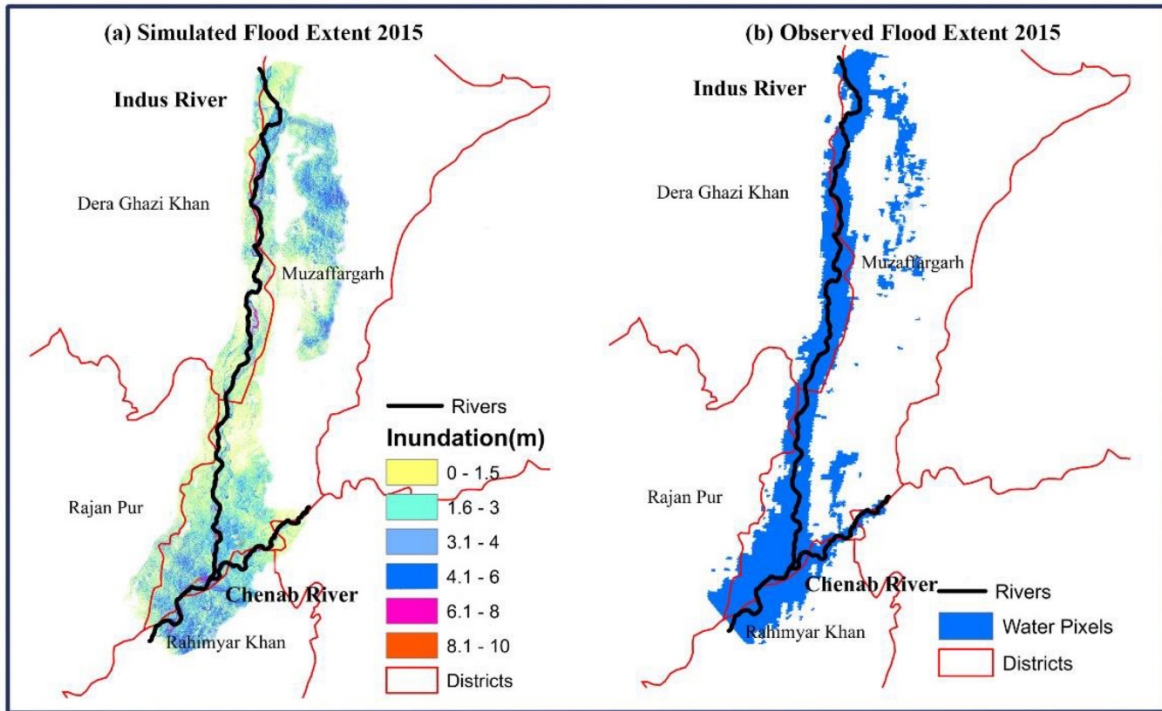 (a) Simulated Flood Extent 2015
Indus River
Dera Ghazi Khan
Muzaffargarh
Rivers
Inundation(m)
0 - 1.5
1.6 - 3
3.1 - 4
4.1 - 6
6.1 - 8
8.1 - 10
Districts
Rajan Pur
Chenab River
Rahimyar Khan
(b) Observed Flood Extent 2015
Indus River
Dera Ghazi Khan
Muzaffargarh
Rajan Pur
Chenab River
Rahimyar Khan
Rivers
Water Pixels
Districts